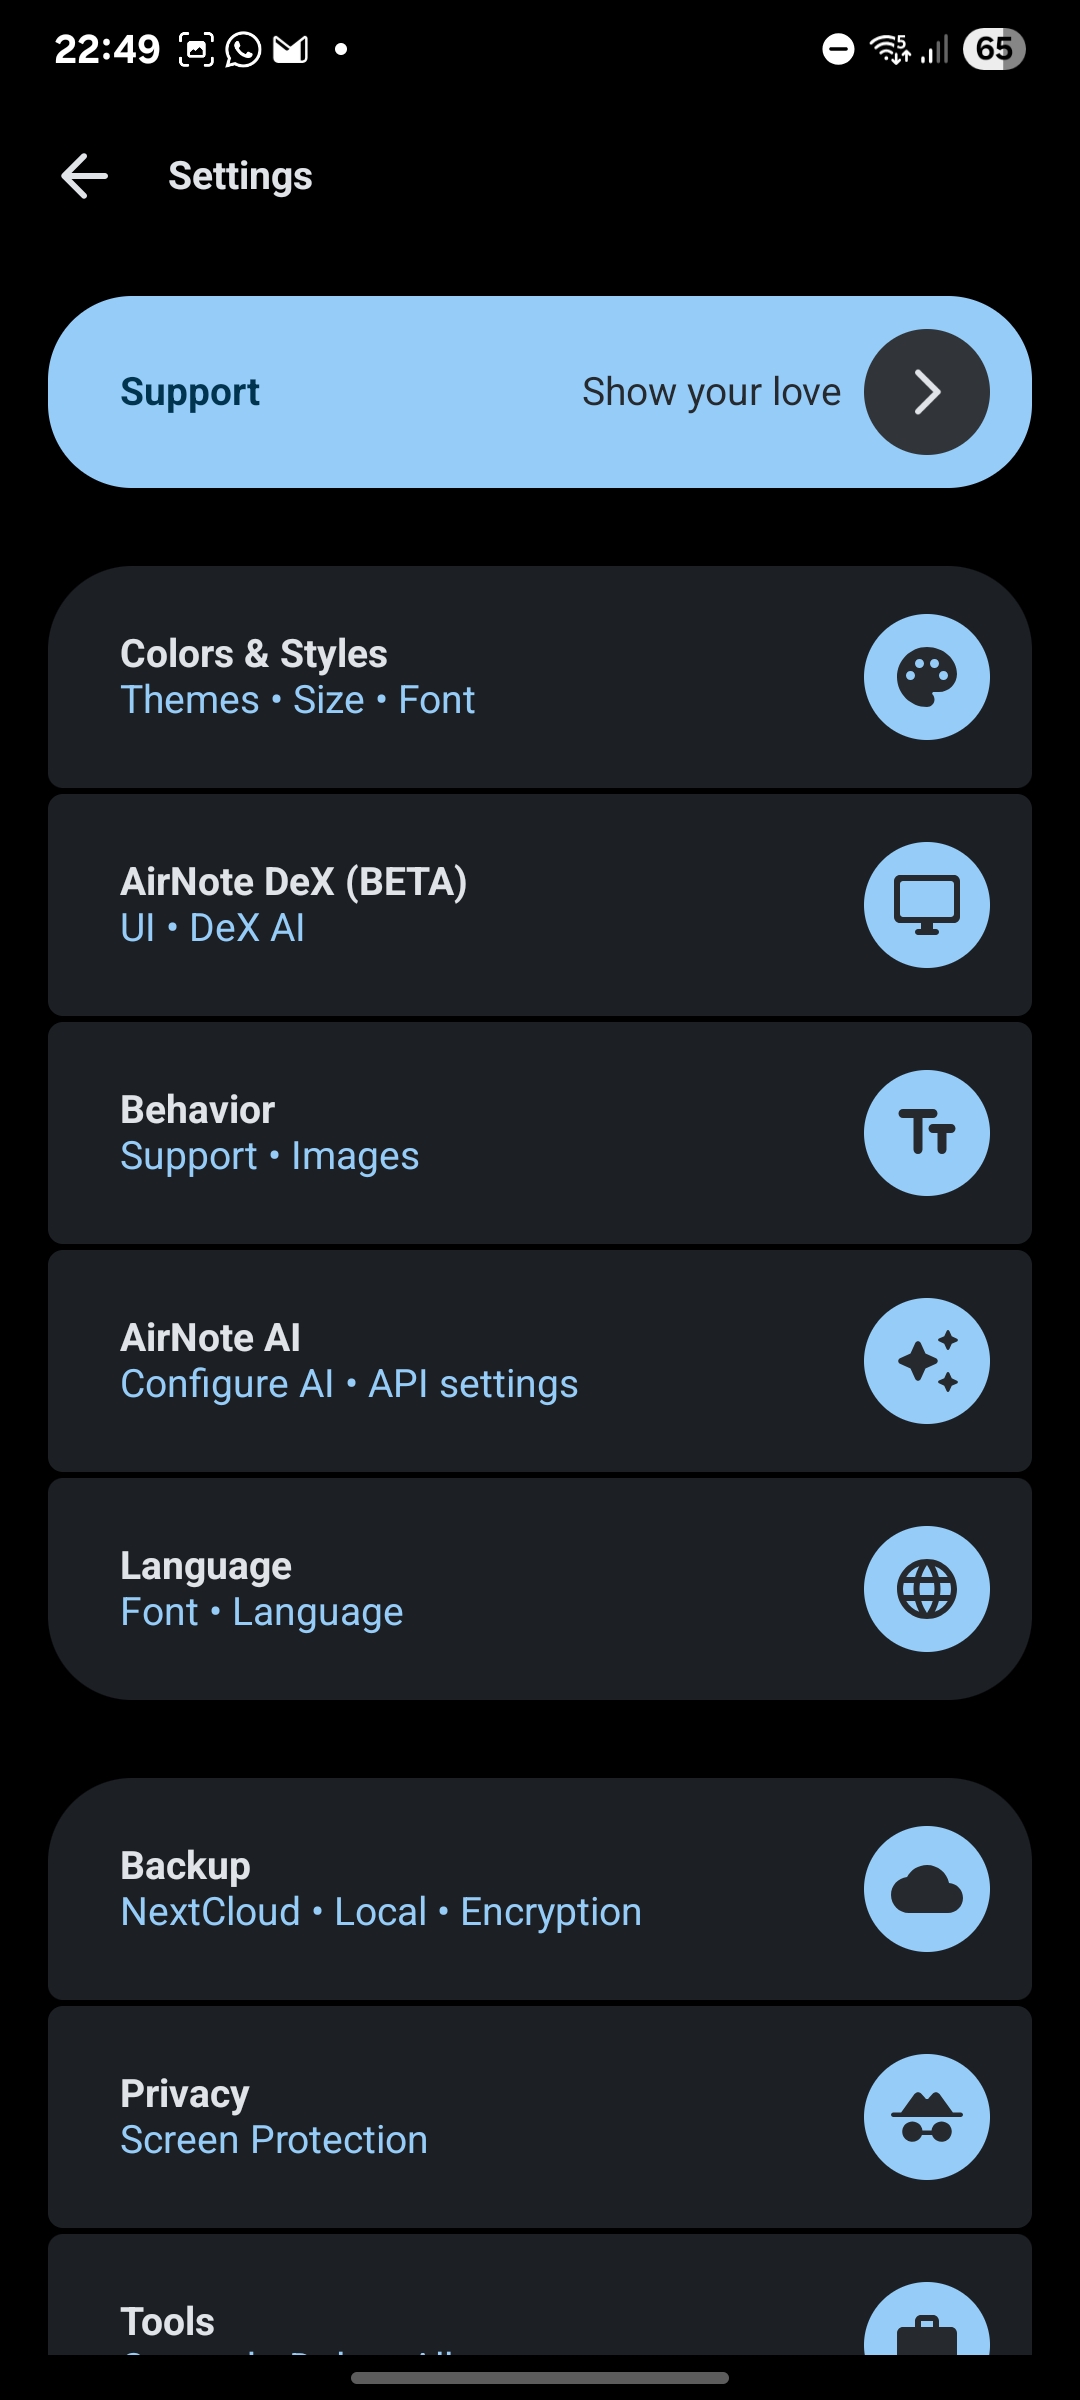 22:49
5
65
Settings
Support
Show your love
Colors & Styles
Themes • Size • Font
AirNote DeX (BETA)
UI • DeX AI
Behavior
Support • Images
Tт
AirNote AI
Configure AI • API settings
Language
Font • Language
Backup
NextCloud • Local • Encryption
Privacy
Screen Protection
Tools